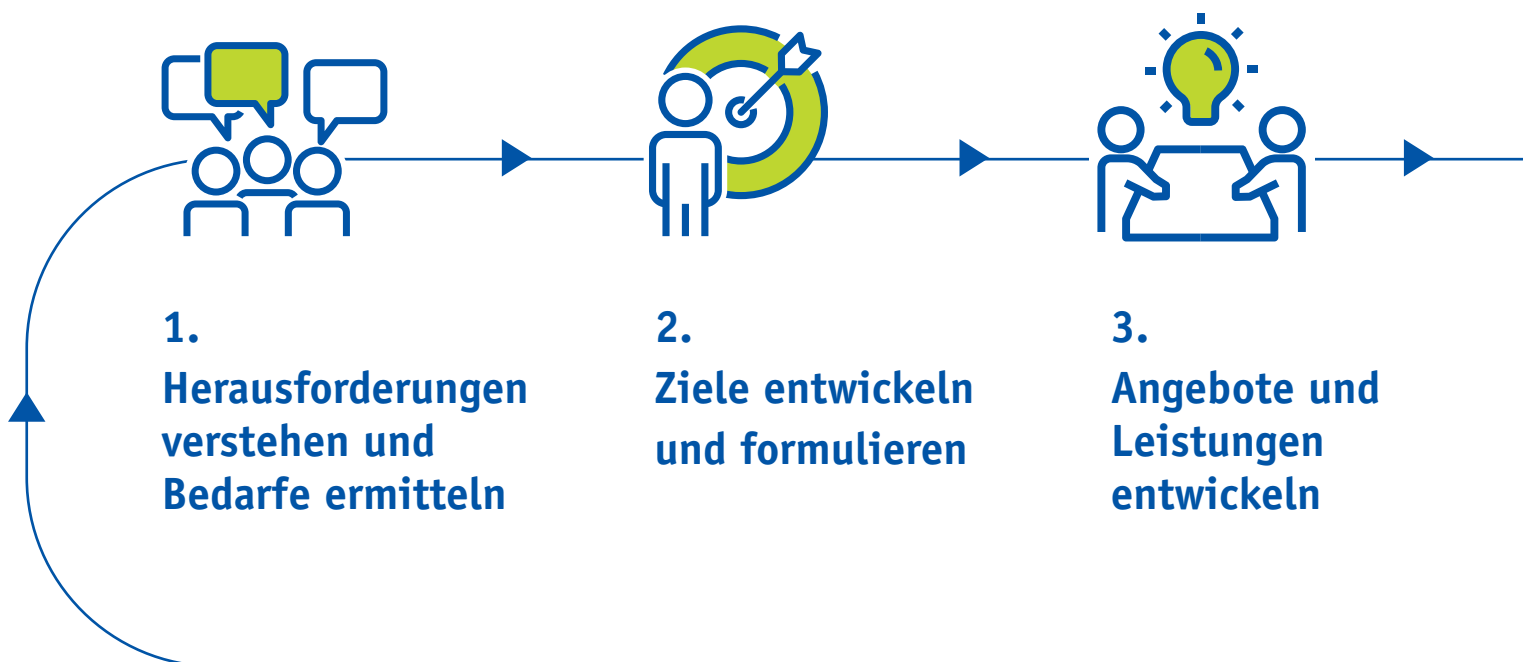 1.
Herausforderungen
verstehen und
Bedarfe ermitteln
2.
Ziele entwickeln
und formulieren
3.
Angebote und
Leistungen
entwickeln